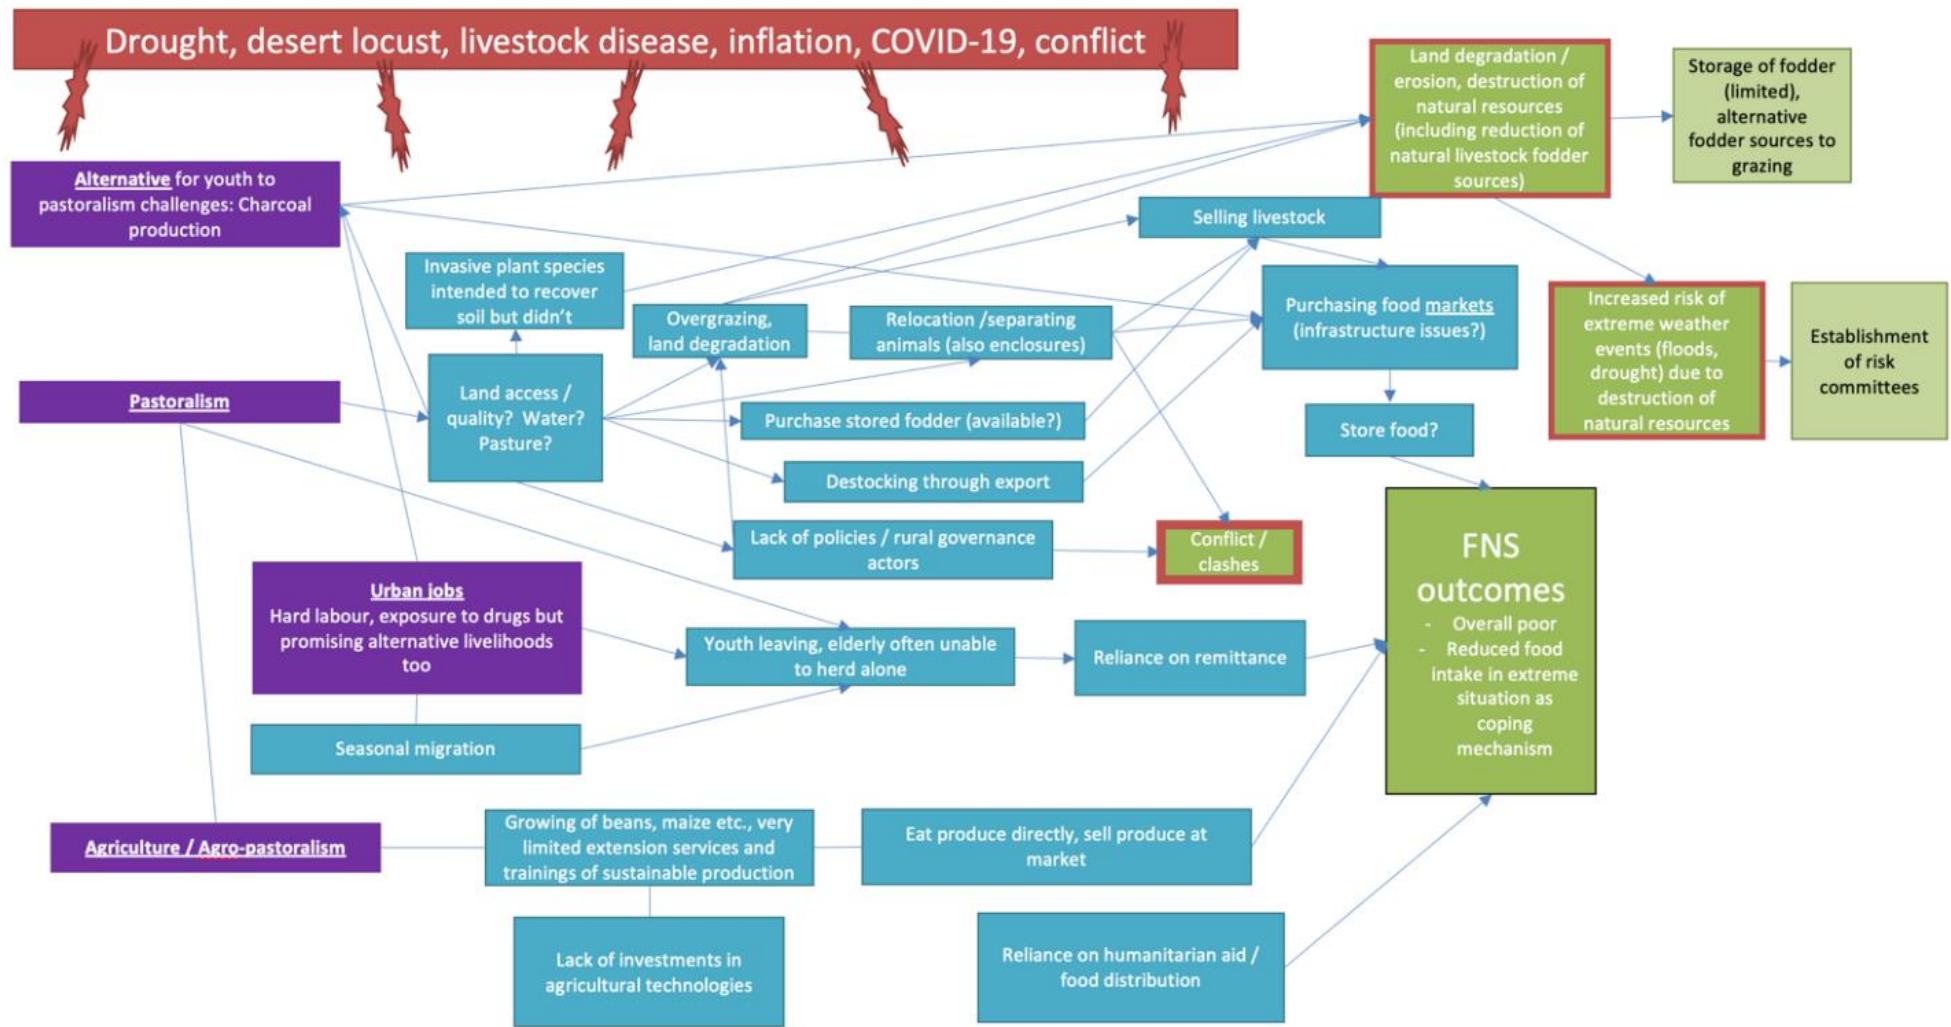 Drought, desert locust, livestock disease, inflation, COVID-19, conflict
Land degradation /
erosion, destruction of
natural resources
(including reduction of
natural livestock fodder
sources)
Storage of fodder
(limited),
alternative
fodder sources to
grazing
Alternative for youth to
pastoralism challenges: Charcoal
production
Selling livestock
Invasive plant species
intended to recover
soil but didn't
Overgrazing,
land degradation
Relocation /separating
animals (also enclosures)
Purchasing food markets
(infrastructure issues?)
Increased risk of
extreme weather
events (floods,
drought) due to
destruction of
natural resources
Establishment
of risk
committees
Pastoralism
Land access /
quality? Water?
Pasture?
Purchase stored fodder (available?)
Store food?
Destocking through export
Lack of policies / rural governance
actors
Conflict /
clashes
FNS
outcomes
- Overall poor
- Reduced food
intake in extreme
situation as
coping
mechanism
Urban jobs
Hard labour, exposure to drugs but
promising alternative livelihoods
too
Youth leaving, elderly often unable
to herd alone
Reliance on remittance
Seasonal migration
Agriculture / Agro-pastoralism
Growing of beans, maize etc., very
limited extension services and
trainings of sustainable production
Eat produce directly, sell produce at
market
Lack of investments in
agricultural technologies
Reliance on humanitarian aid /
food distribution